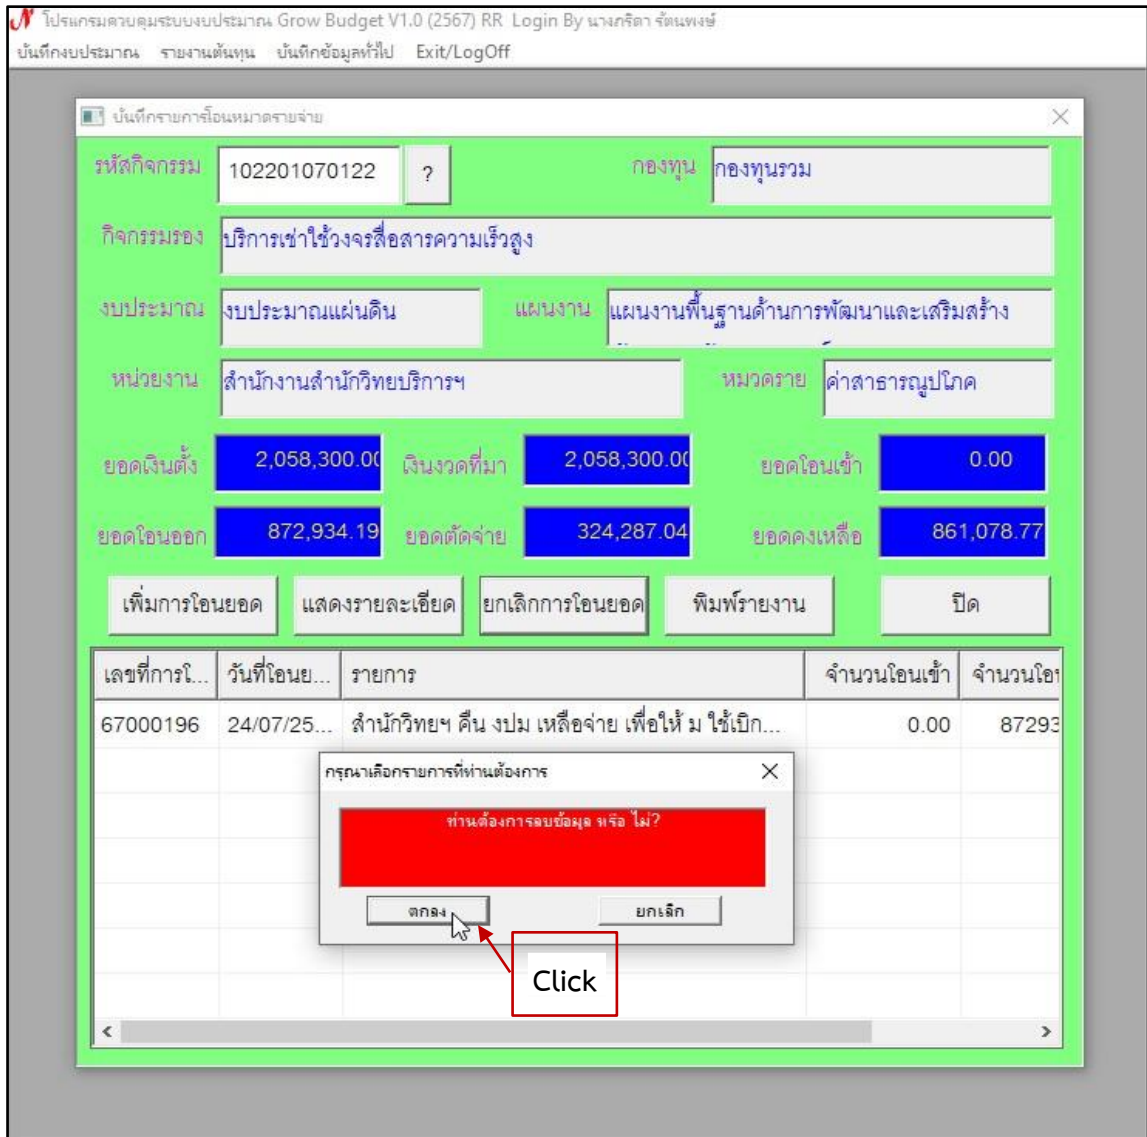 โปรแกรมควบคุมระบบงบประมาณ Grow Budget V1.0 (2567) RR Login By นางภริดา รัตนพงษ์
บันทึกงบประมาณ รายงานต้นทุน บันทึกข้อมูลทั่วไป Exit/LogOff
บันทึกรายการโอนหมาดรายจ่าย
รหัสกิจกรรม 102201070122 ? กองทุน กองทุนรวม
กิจกรรมรอง บริการเช่าใช้วงจรสื่อสารความเร็วสูง
งบประมาณ งบประมาณแผ่นดิน แผนงาน แผนงานพื้นฐานด้านการพัฒนาและเสริมสร้าง
หน่วยงาน สำนักงานสำนักวิทยบริการฯ หมวดราย ค่าสาธารณูปโภค
ยอดเงินตั้ง 2,058,300.00 เงินงวดที่มา 2,058,300.00 ยอดโอนเข้า 0.00
ยอดโอนออก 872,934.19 ยอดตัดจ่าย 324,287.04 ยอดคงเหลือ 861,078.77
เพิ่มการโอนยอด แสดงรายละเอียด ยกเลิกการโอนยอด พิมพ์รายงาน ปิด
เลขที่การโ... วันที่โอนย... รายการ จำนวนโอนเข้า จำนวนโอ
67000196 24/07/25... สำนักวิทยฯ คืน งปม เหลือจ่าย เพื่อให้ ม ใช้เบิก... 0.00 87293
กรุณาเลือกรายการที่ท่านต้องการ
ท่านต้องการลบข้อมูล หรือ ไม่?
ตกลง ยกเลิก
Click